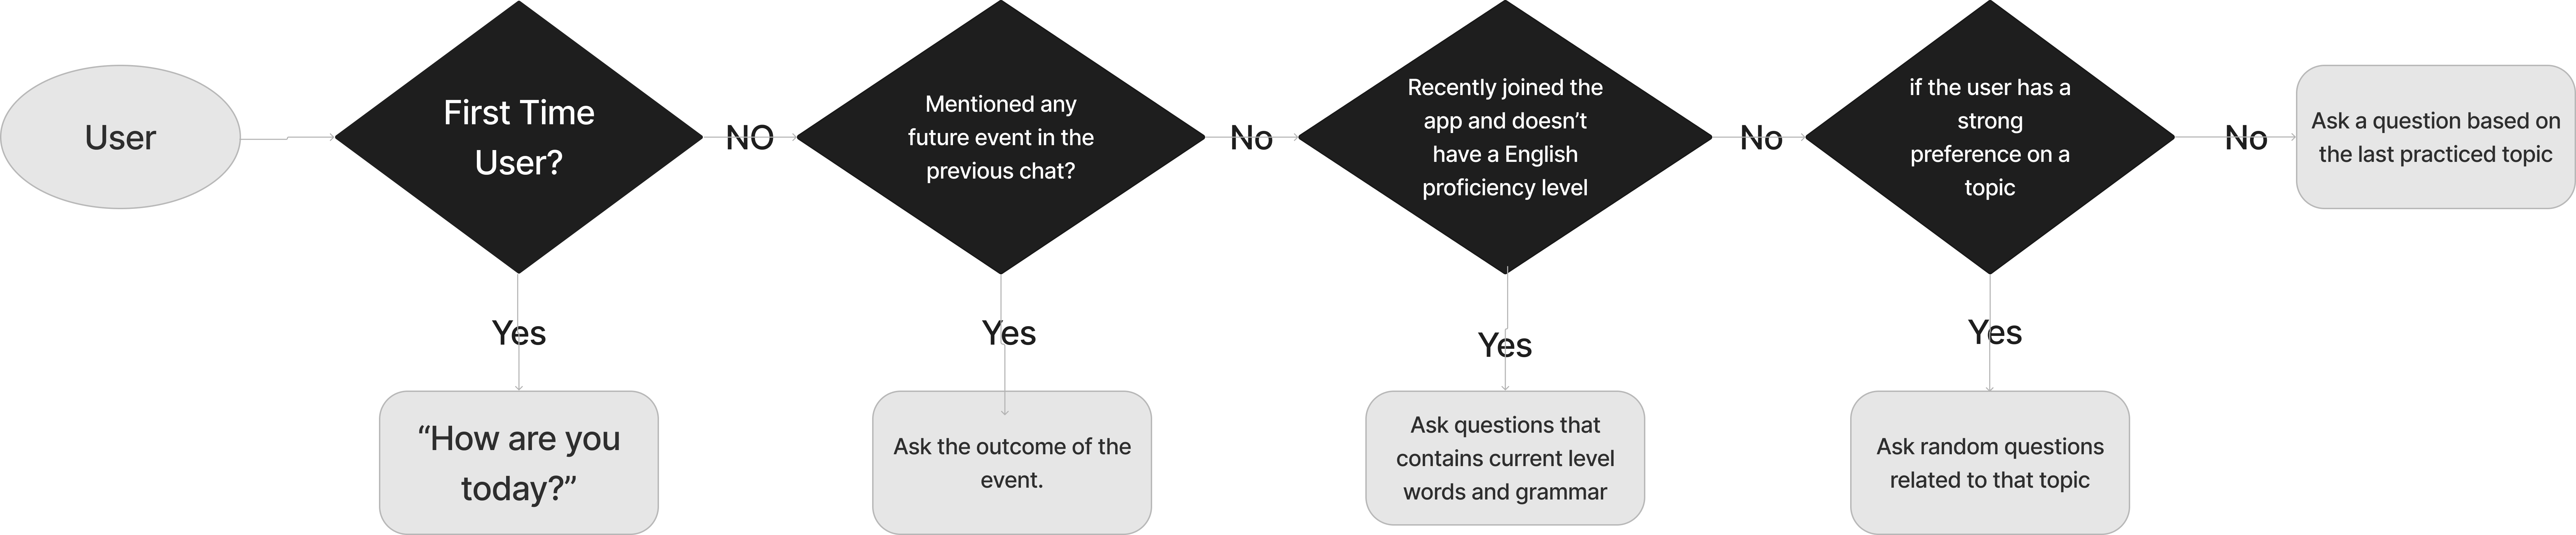 User
First Time
User?
NO
Mentioned any
future event in the
previous chat?
No
Recently joined the
app and doesn’t
have a English
proficiency level
No
if the user has a
strong
preference on a
topic
No
Ask a question based on
the last practiced topic
Yes
Yes
Yes
Yes
“How are you
today?”
Ask the outcome of the
event.
Ask questions that
contains current level
words and grammar
Ask random questions
related to that topic